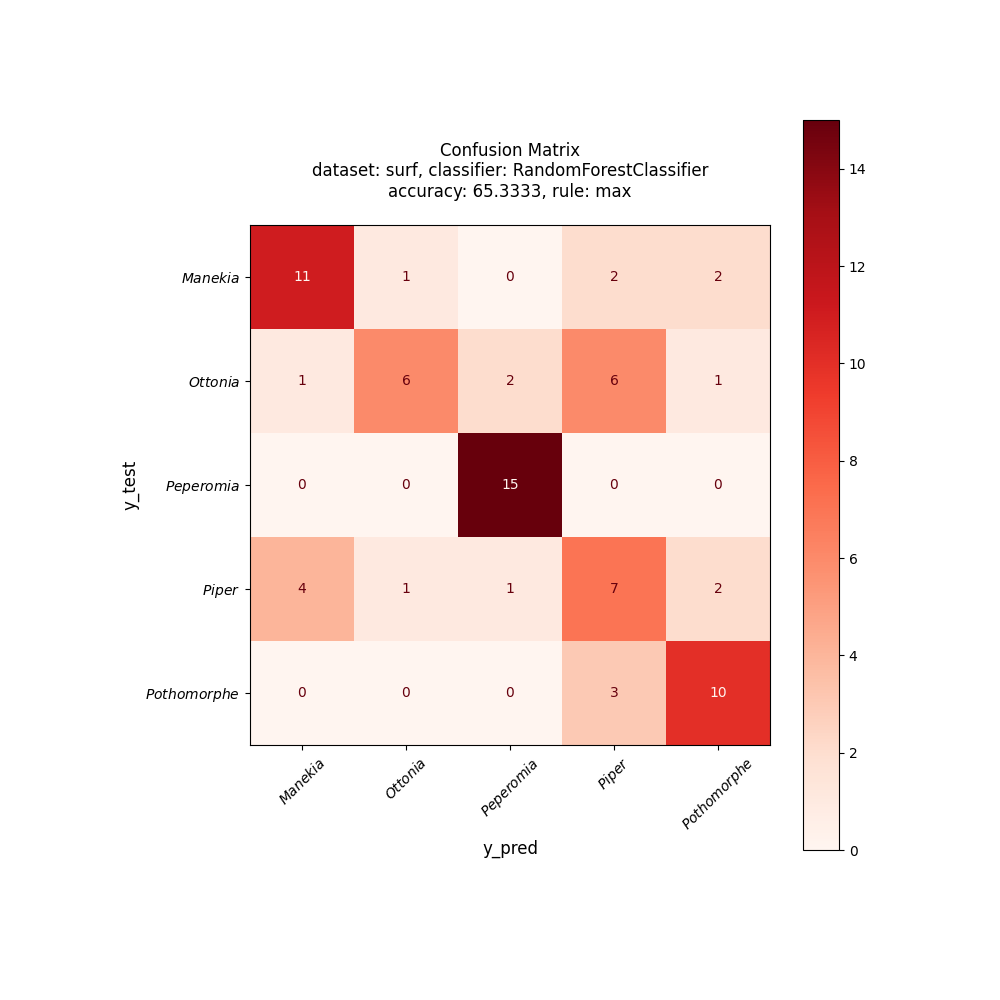 Confusion Matrix
dataset: surf, classifier: RandomForestClassifier
accuracy: 65.3333, rule: max
Manekia 11 1 0 2 2
Ottonia 1 6 2 6 1
Peperomia 0 0 15 0 0
Piper 4 1 1 7 2
Pothomorphe 0 0 0 3 10
y_test
Manekia Ottonia Peperomia Piper Pothomorphe
y_pred
14
12
10
8
6
4
2
0